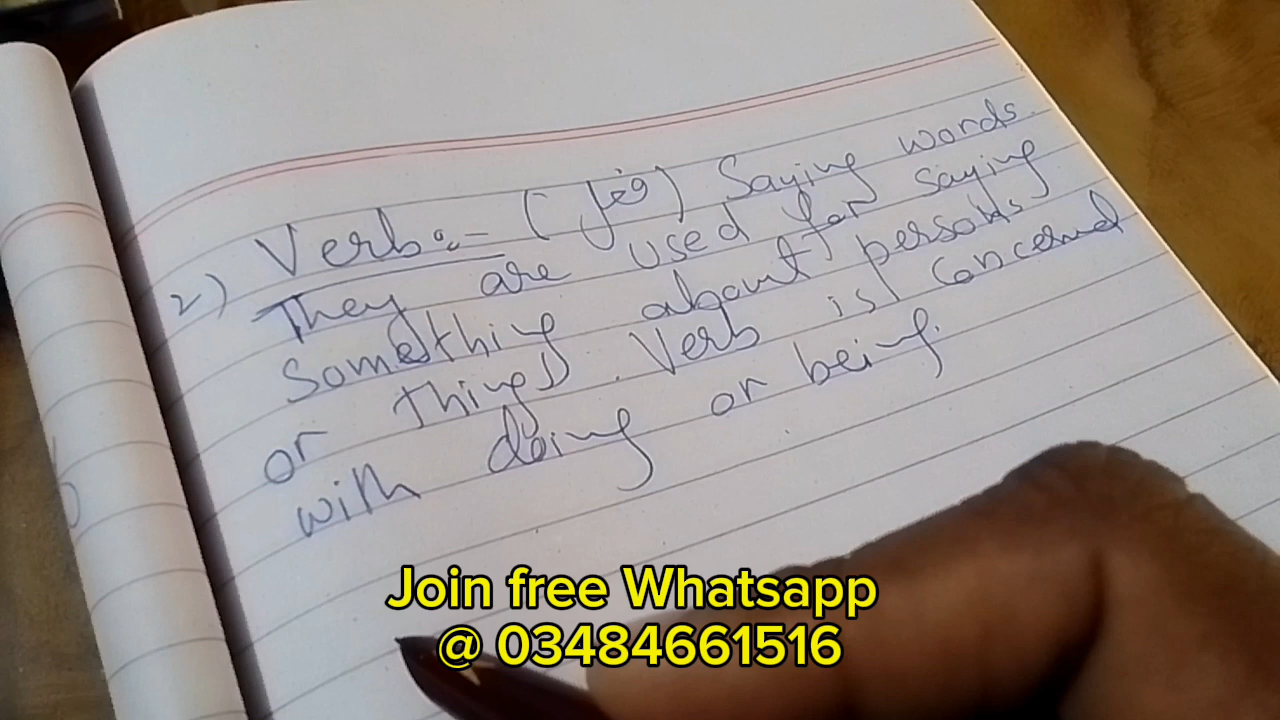 2) Verb:- (فعل) Saying words.
They are used for saying
something about persons
or things. Verb is concerned
with doing or being.
Join free Whatsapp
@ 03484661516